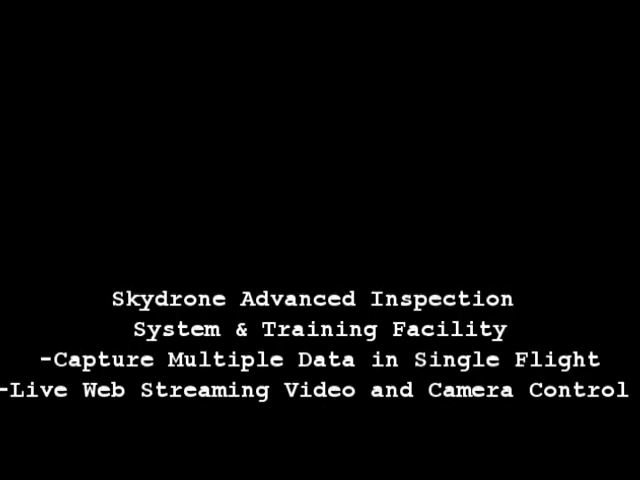 Skydrone Advanced Inspection
System & Training Facility
-Capture Multiple Data in Single Flight
-Live Web Streaming Video and Camera Control